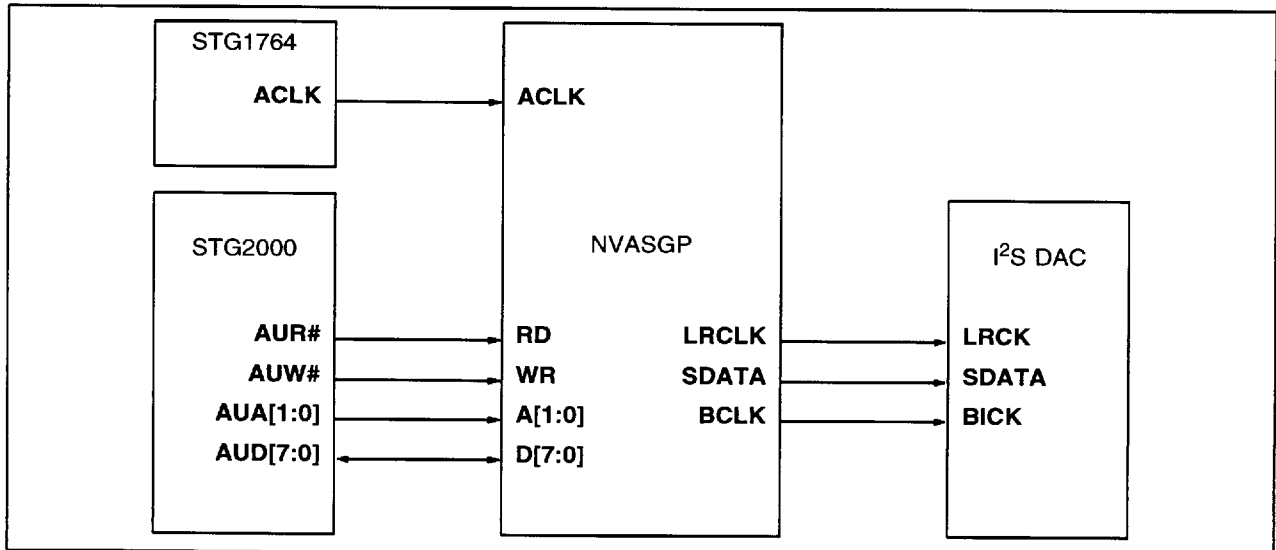 STG1764
ACLK
ACLK
STG2000
AUR#
AUW#
AUA[1:0]
AUD[7:0]
NVASGP
RD
WR
A[1:0]
D[7:0]
LRCLK
SDATA
BCLK
I²S DAC
LRCK
SDATA
BICK